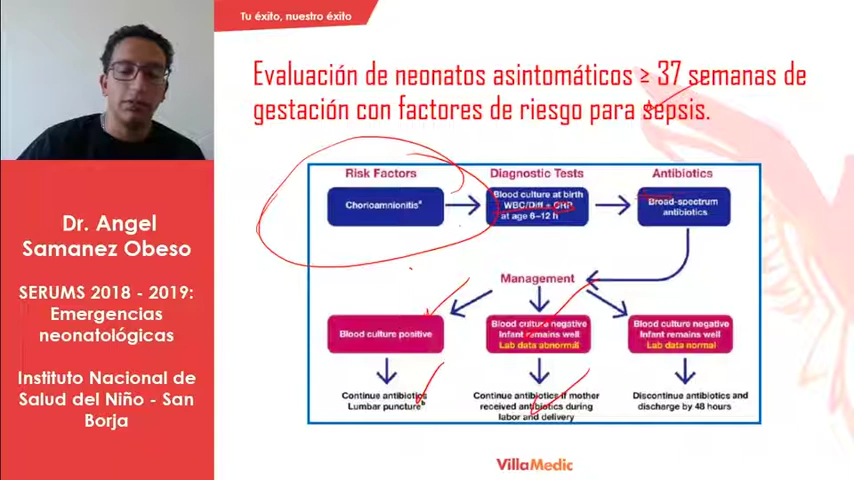 Tu éxito, nuestro éxito
Evaluación de neonatos asintomáticos ≥ 37 semanas de
gestación con factores de riesgo para sepsis.
Dr. Angel
Samanez Obeso
SERUMS 2018 - 2019:
Emergencias
neonatológicas
Instituto Nacional de
Salud del Niño - San
Borja
Risk Factors
Diagnostic Tests
Antibiotics
Chorioamnionitisᵃ
Blood culture at birth
WBC/Diff ± CRP
at age 6–12 h
Broad-spectrum
antibiotics
Management
Blood culture positive
Blood culture negative
Infant remains well
Lab data abnormal
Blood culture negative
Infant remains well
Lab data normal
Continue antibiotics
Lumbar punctureᵇ
Continue antibiotics if mother
received antibiotics during
labor and delivery
Discontinue antibiotics and
discharge by 48 hours
VillaMedic